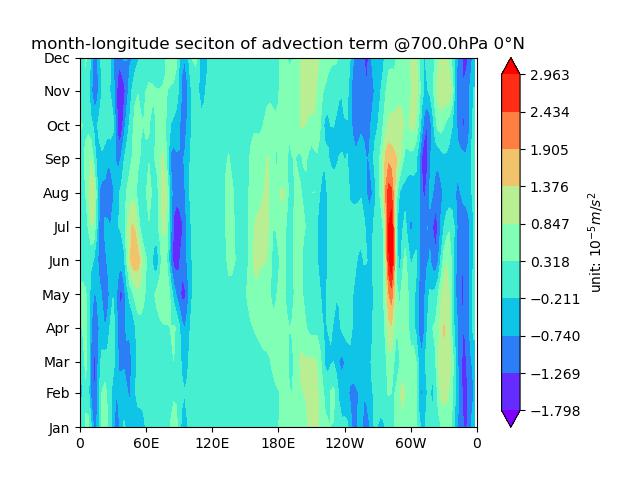 month-longitude seciton of advection term @700.0hPa 0°N
Dec
Nov
Oct
Sep
Aug
Jul
Jun
May
Apr
Mar
Feb
Jan
0 60E 120E 180E 120W 60W 0
2.963
2.434
1.905
1.376
0.847
0.318
−0.211
−0.740
−1.269
−1.798
unit: 10⁻⁵m/s²